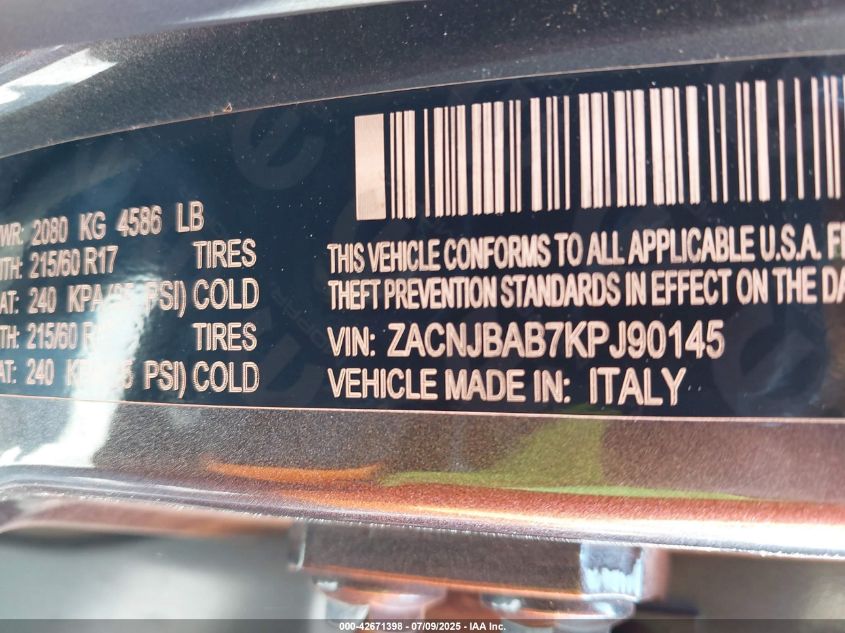 WR: 2080 KG 4586 LB
TH: 215/60 R17 TIRES
AT: 240 KPA/35 PSI) COLD
TH: 215/60 TIRES
AT: 240 PSI) COLD
THIS VEHICLE CONFORMS TO ALL APPLICABLE U.S.A. F
THEFT PREVENTION STANDARDS IN EFFECT ON THE DA
VIN: ZACNJBAB7KPJ90145
VEHICLE MADE IN: ITALY
000-42671398 - 07/09/2025 - IAA Inc.